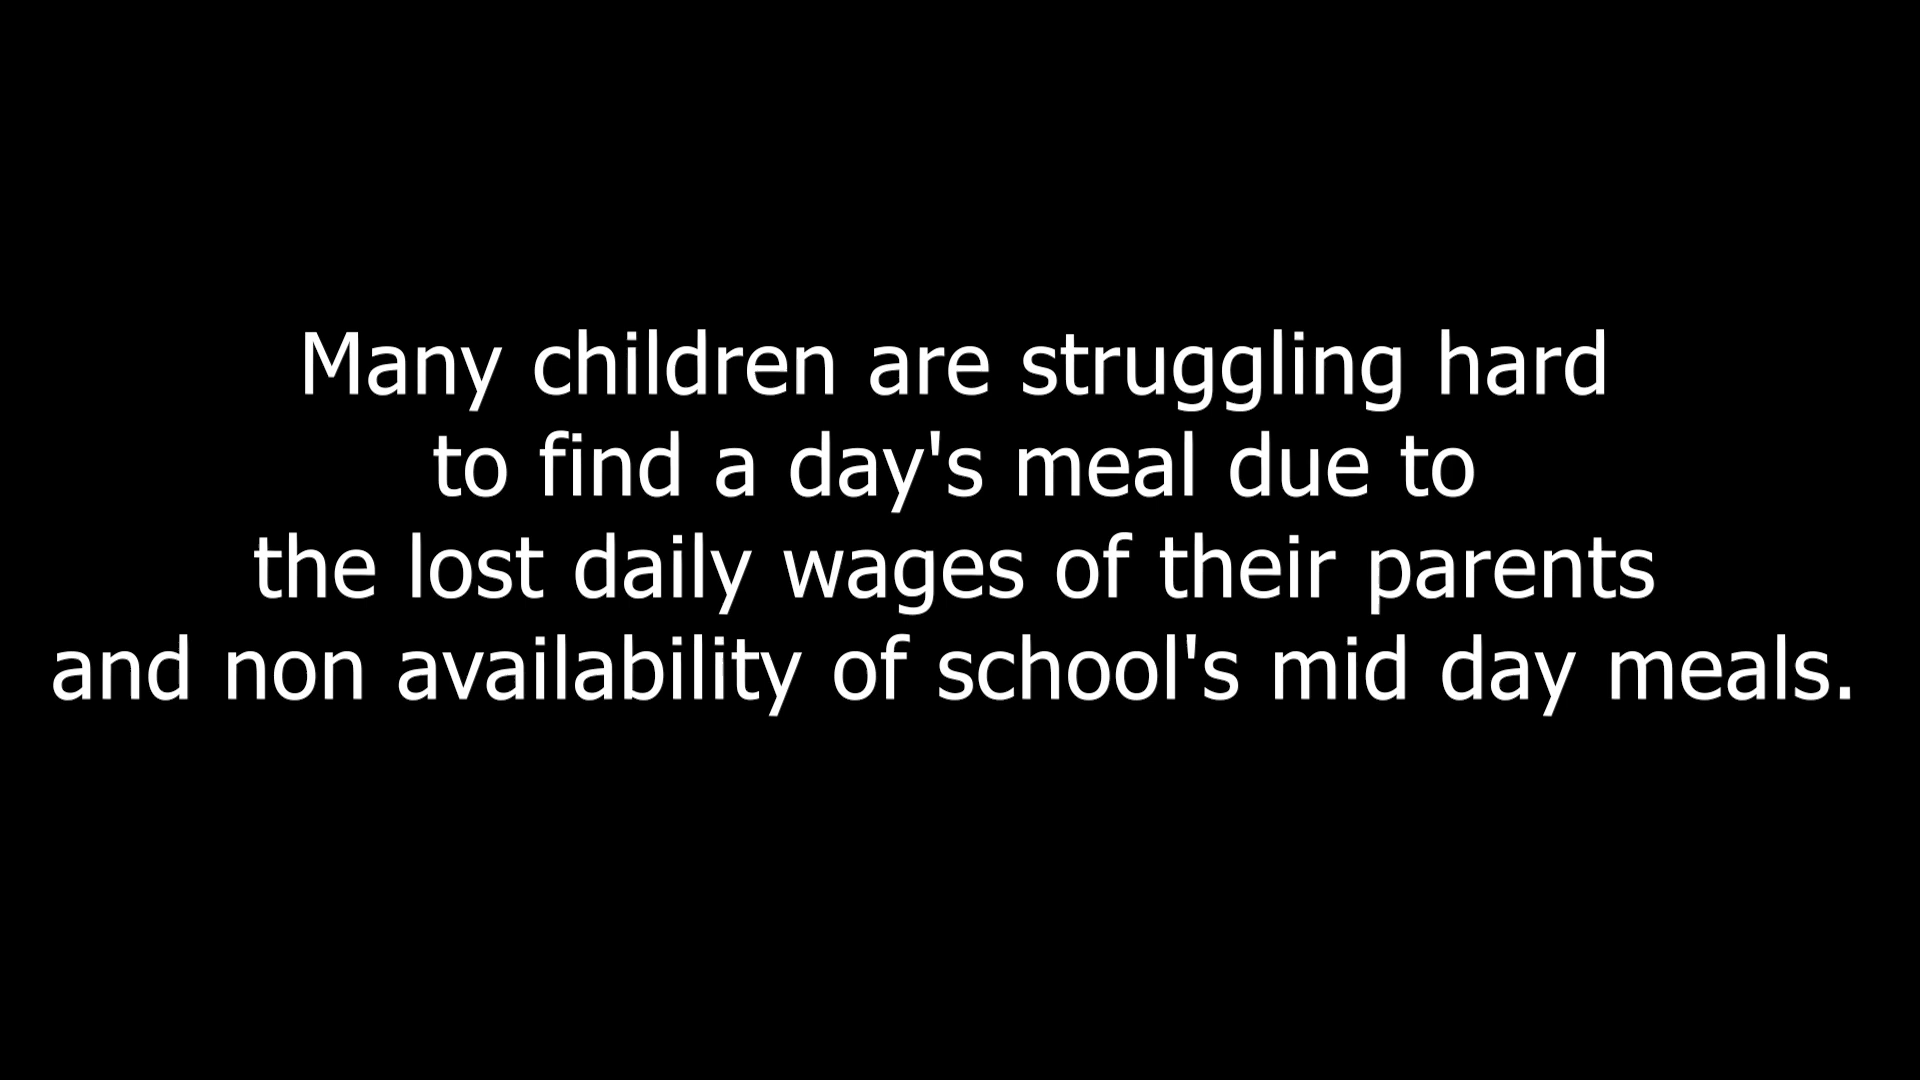 Many children are struggling hard
to find a day's meal due to
the lost daily wages of their parents
and non availability of school's mid day meals.